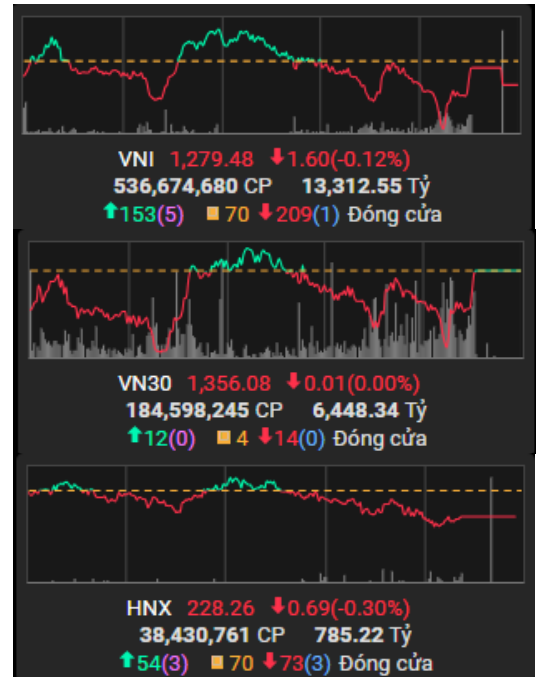 VNI 1,279.48 🡇1.60(-0.12%)
536,674,680 CP 13,312.55 Tỷ
🡅153(5) ■ 70 🡇209(1) Đóng cửa
VN30 1,356.08 🡇0.01(0.00%)
184,598,245 CP 6,448.34 Tỷ
🡅12(0) ■ 4 🡇14(0) Đóng cửa
HNX 228.26 🡇0.69(-0.30%)
38,430,761 CP 785.22 Tỷ
🡅54(3) ■ 70 🡇73(3) Đóng cửa